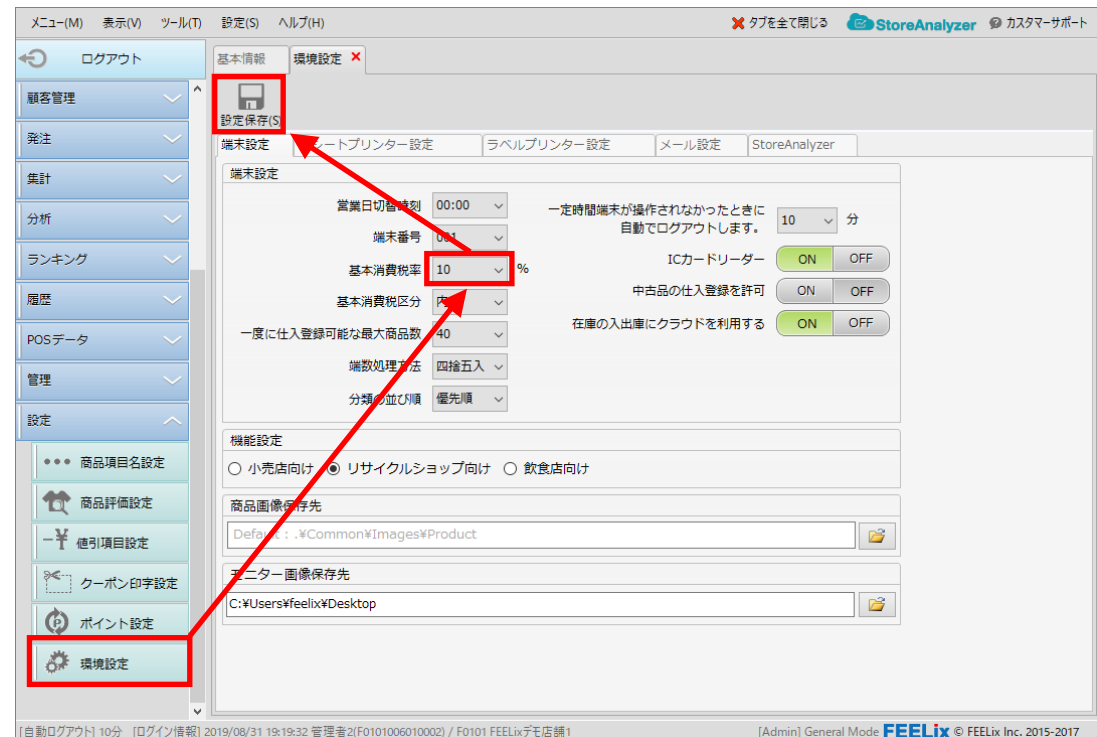 メニュー(M) 表示(V) ツール(T) 設定(S) ヘルプ(H) タブを全て閉じる StoreAnalyzer カスタマーサポート
ログアウト
基本情報 環境設定
顧客管理
発注
集計
分析
ランキング
履歴
POSデータ
管理
設定
商品項目名設定
商品評価設定
値引項目設定
クーポン印字設定
ポイント設定
環境設定
設定保存(S)
端末設定 シートプリンター設定 ラベルプリンター設定 メール設定 StoreAnalyzer
端末設定
営業日切替時刻 00:00
端末番号 001
基本消費税率 10 %
基本消費税区分 内
一度に仕入登録可能な最大商品数 40
端数処理方法 四捨五入
分類の並び順 優先順
一定時間端末が操作されなかったときに
自動でログアウトします。 10 分
ICカードリーダー ON OFF
中古品の仕入登録を許可 ON OFF
在庫の入出庫にクラウドを利用する ON OFF
機能設定
小売店向け リサイクルショップ向け 飲食店向け
商品画像保存先
Default : .¥Common¥Images¥Product
モニター画像保存先
C:¥Users¥feelix¥Desktop
[自動ログアウト] 10分 [ログイン情報] 2019/08/31 19:19:32 管理者2(F0101006010002) / F0101 FEELixデモ店舗1 [Admin] General Mode FEELix © FEELix Inc. 2015-2017